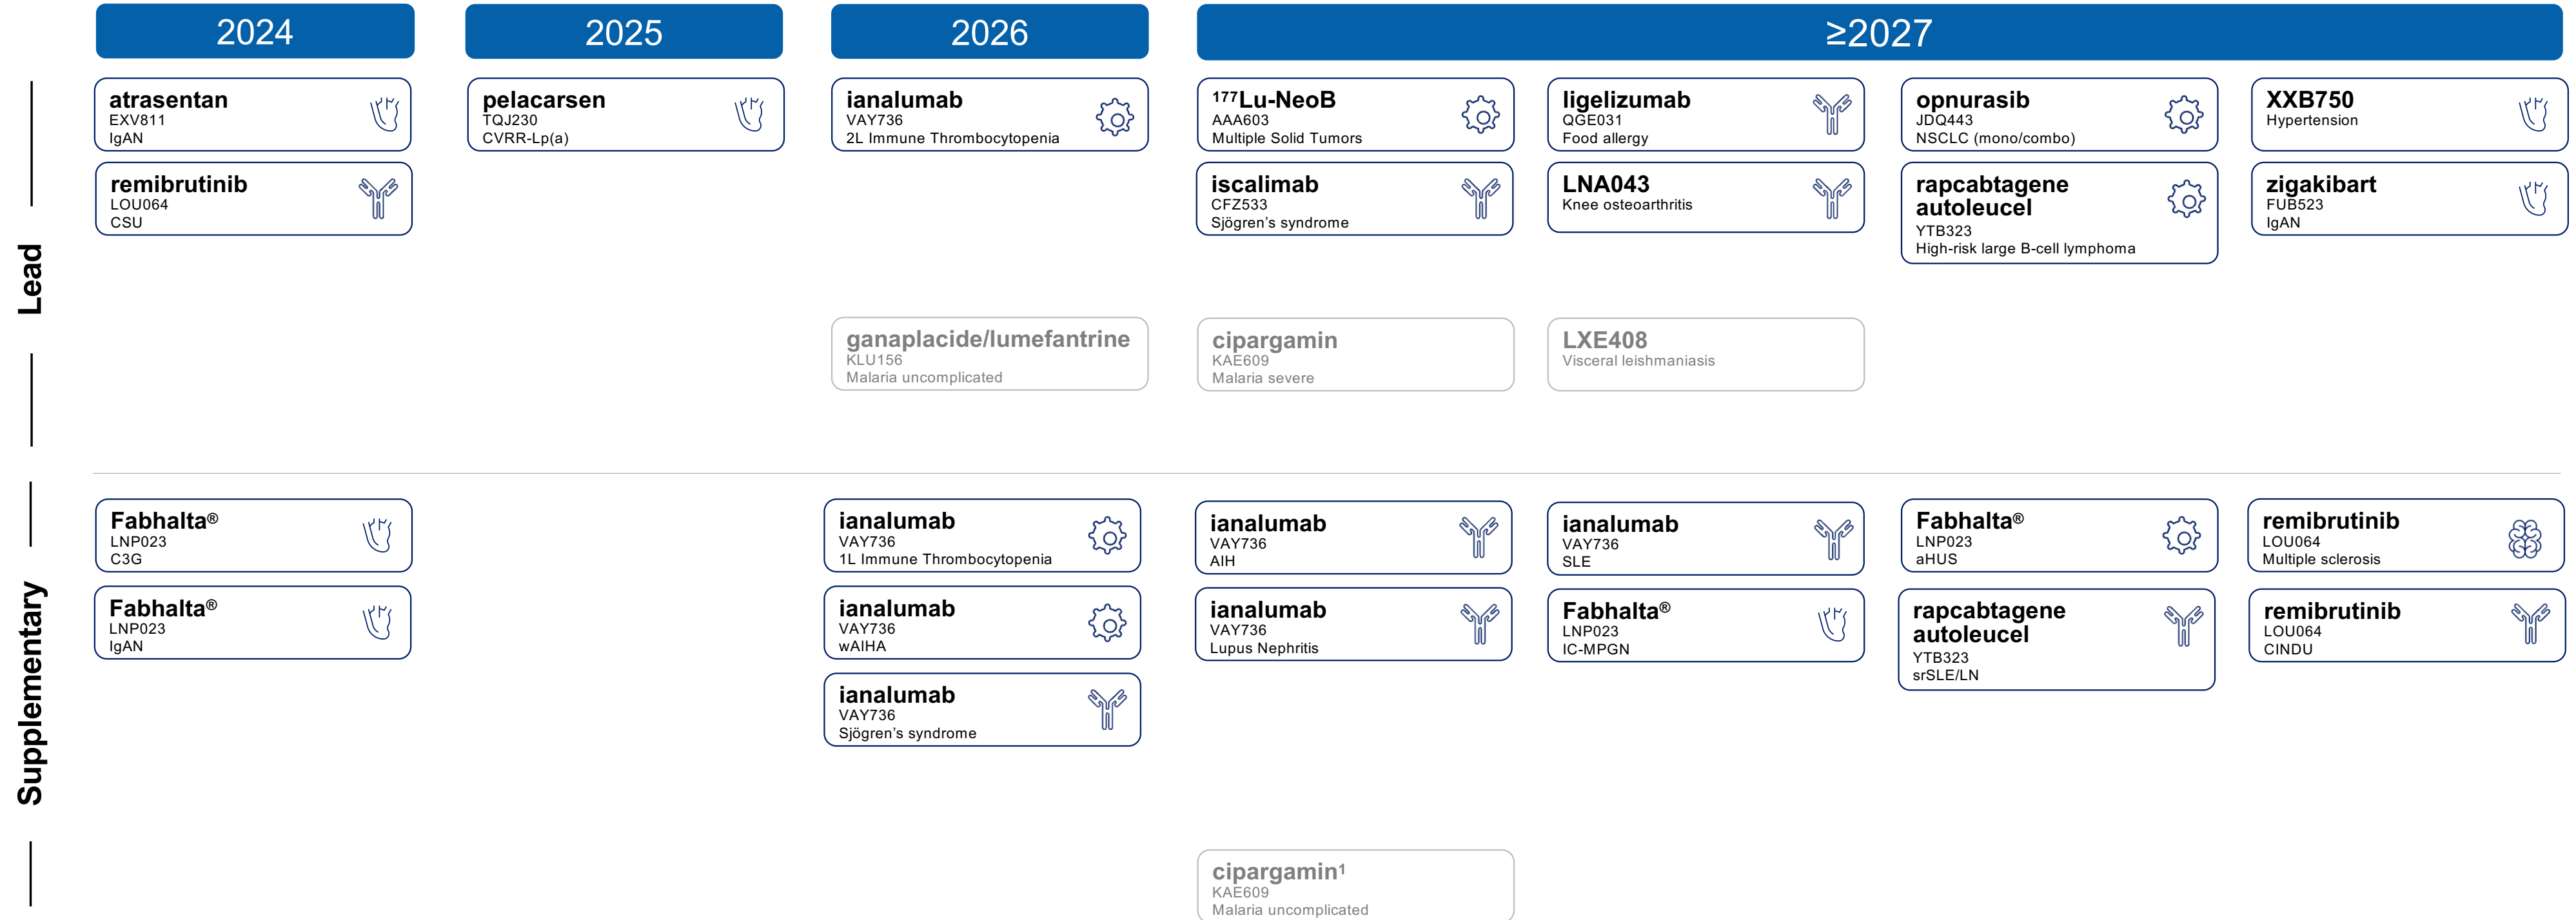 2024
2025
2026
≥2027
Lead
atrasentan
EXV811
IgAN
remibrutinib
LOU064
CSU
pelacarsen
TQJ230
CVRR-Lp(a)
ianalumab
VAY736
2L Immune Thrombocytopenia
ganaplacide/lumefantrine
KLU156
Malaria uncomplicated
¹⁷⁷Lu-NeoB
AAA603
Multiple Solid Tumors
iscalimab
CFZ533
Sjögren’s syndrome
cipargamin
KAE609
Malaria severe
ligelizumab
QGE031
Food allergy
LNA043
Knee osteoarthritis
LXE408
Visceral leishmaniasis
opnurasib
JDQ443
NSCLC (mono/combo)
rapcabtagene
autoleucel
YTB323
High-risk large B-cell lymphoma
XXB750
Hypertension
zigakibart
FUB523
IgAN
Supplementary
Fabhalta®
LNP023
C3G
Fabhalta®
LNP023
IgAN
ianalumab
VAY736
1L Immune Thrombocytopenia
ianalumab
VAY736
wAIHA
ianalumab
VAY736
Sjögren’s syndrome
ianalumab
VAY736
AIH
ianalumab
VAY736
Lupus Nephritis
cipargamin¹
KAE609
Malaria uncomplicated
ianalumab
VAY736
SLE
Fabhalta®
LNP023
IC-MPGN
Fabhalta®
LNP023
aHUS
rapcabtagene
autoleucel
YTB323
srSLE/LN
remibrutinib
LOU064
Multiple sclerosis
remibrutinib
LOU064
CINDU